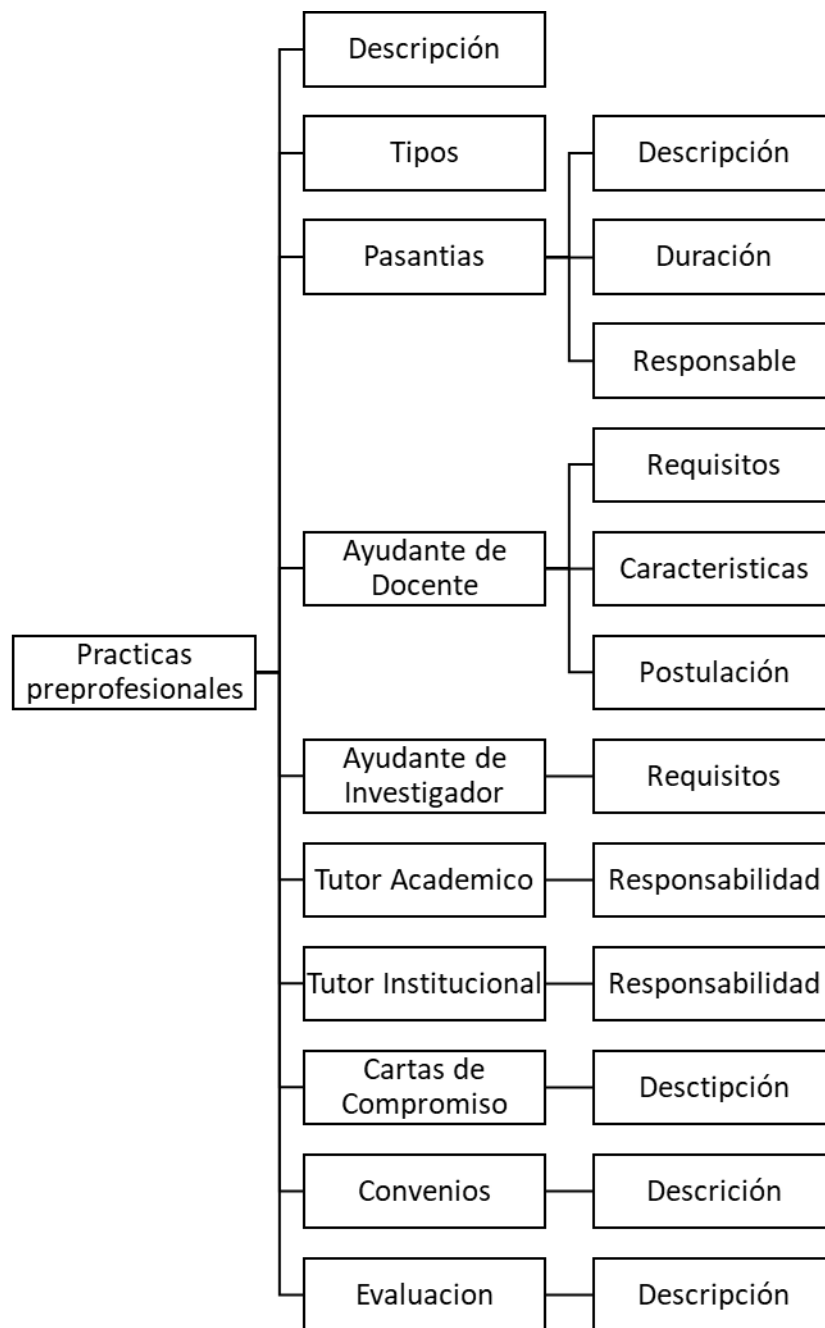 Descripción
Tipos
Descripción
Pasantias
Duración
Responsable
Requisitos
Ayudante de
Docente
Caracteristicas
Postulación
Practicas
preprofesionales
Ayudante de
Investigador
Requisitos
Tutor Academico
Responsabilidad
Tutor Institucional
Responsabilidad
Cartas de
Compromiso
Desctipción
Convenios
Descrición
Evaluacion
Descripción